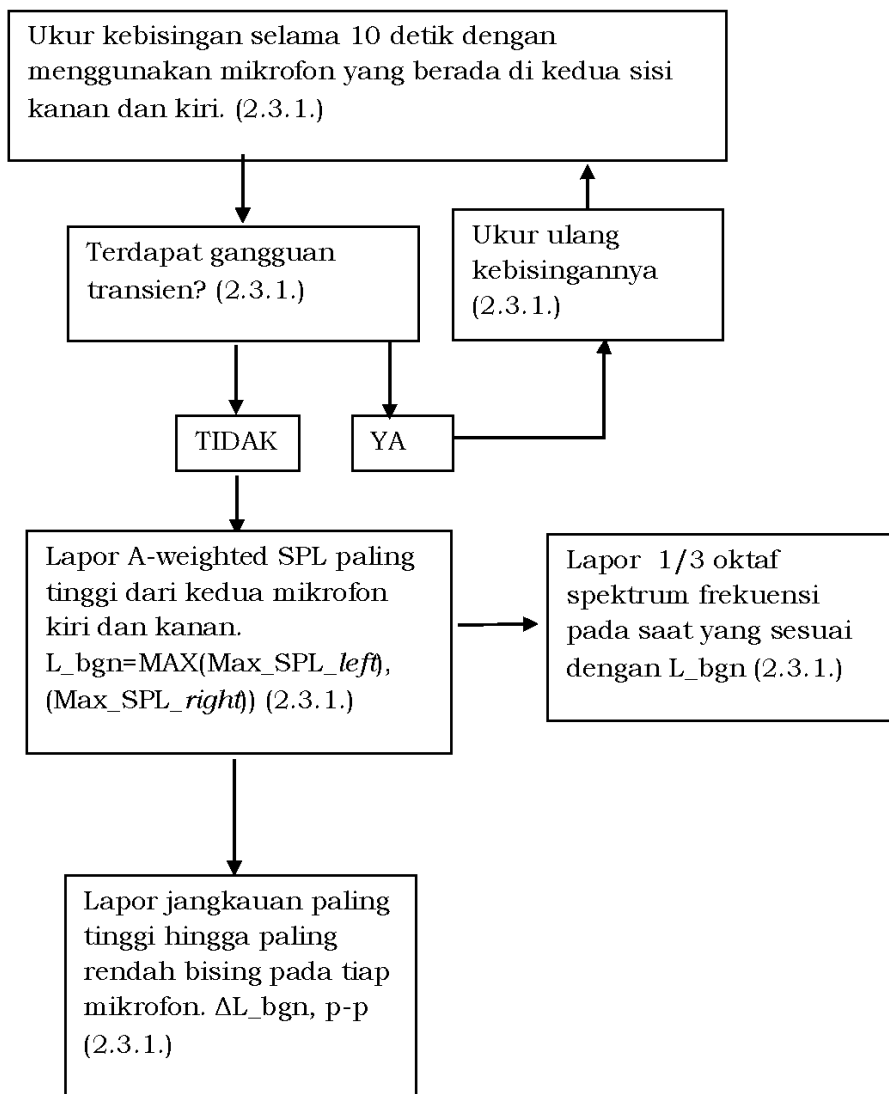 Ukur kebisingan selama 10 detik dengan
menggunakan mikrofon yang berada di kedua sisi
kanan dan kiri. (2.3.1.)
Terdapat gangguan
transien? (2.3.1.)
Ukur ulang
kebisingannya
(2.3.1.)
TIDAK
YA
Lapor A-weighted SPL paling
tinggi dari kedua mikrofon
kiri dan kanan.
L_bgn=MAX(Max_SPL_left),
(Max_SPL_right)) (2.3.1.)
Lapor 1/3 oktaf
spektrum frekuensi
pada saat yang sesuai
dengan L_bgn (2.3.1.)
Lapor jangkauan paling
tinggi hingga paling
rendah bising pada tiap
mikrofon. ΔL_bgn, p-p
(2.3.1.)